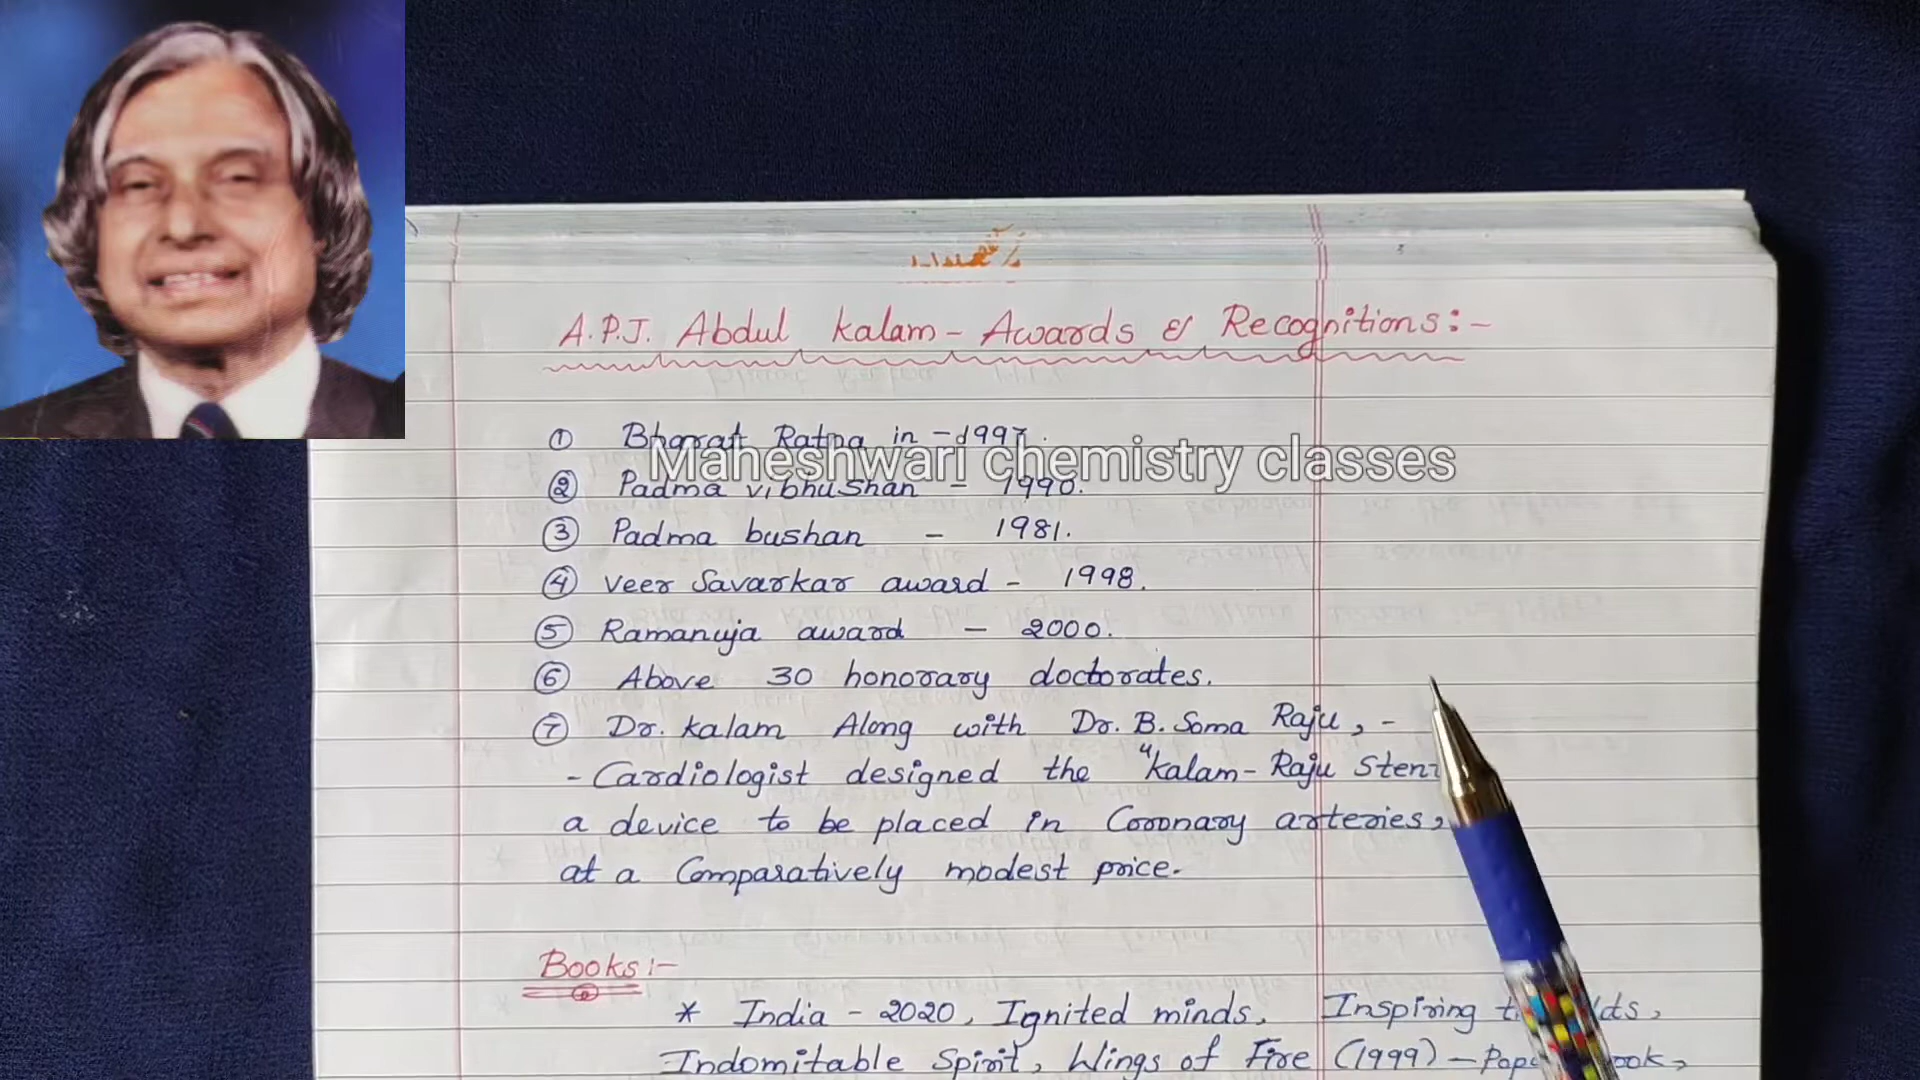 A.P.J. Abdul Kalam - Awards & Recognitions:-
① Bharat Ratna in - 1997.
Maheshwari chemistry classes
② Padma vibhushan - 1990.
③ Padma bushan - 1981.
④ Veer Savarkar award - 1998.
⑤ Ramanuja award - 2000.
⑥ Above 30 honorary doctorates.
⑦ Dr. Kalam Along with Dr. B. Soma Raju, -
- Cardiologist designed the "Kalam - Raju
a device to be placed in Coronary arteries,
at a Comparatively modest price.
Books:-
* India - 2020, Ignited minds, Inspiring
Indomitable Spirit, Wings of Fire (1999) -